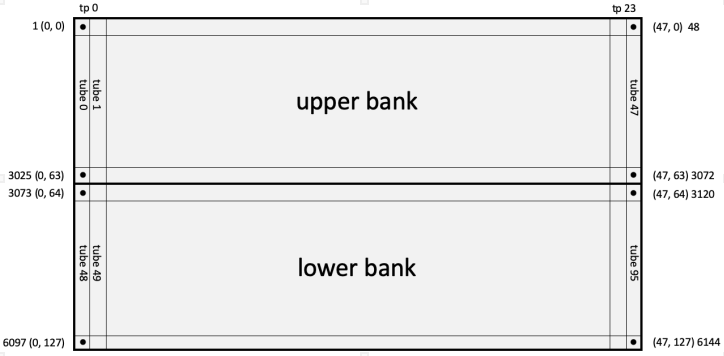 tp 0
tp 23
1 (0, 0)
(47, 0) 48
tube 0
tube 1
upper bank
tube 47
3025 (0, 63)
(47, 63) 3072
3073 (0, 64)
(47, 64) 3120
tube 48
tube 49
lower bank
tube 95
6097 (0, 127)
(47, 127) 6144